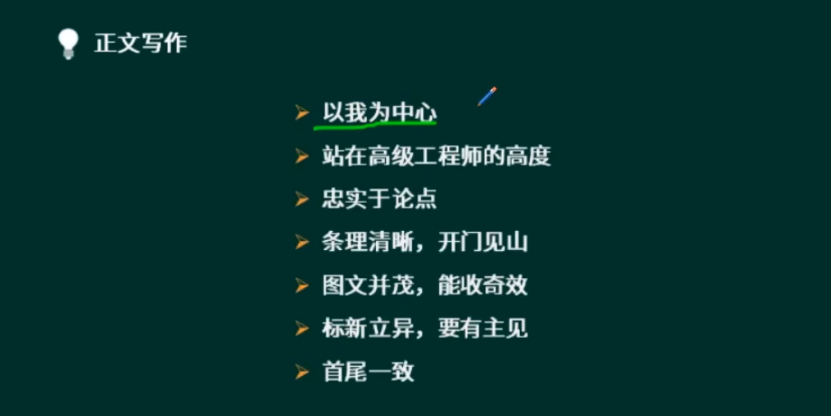 正文写作
以我为中心
站在高级工程师的高度
忠实于论点
条理清晰，开门见山
图文并茂，能收奇效
标新立异，要有主见
首尾一致